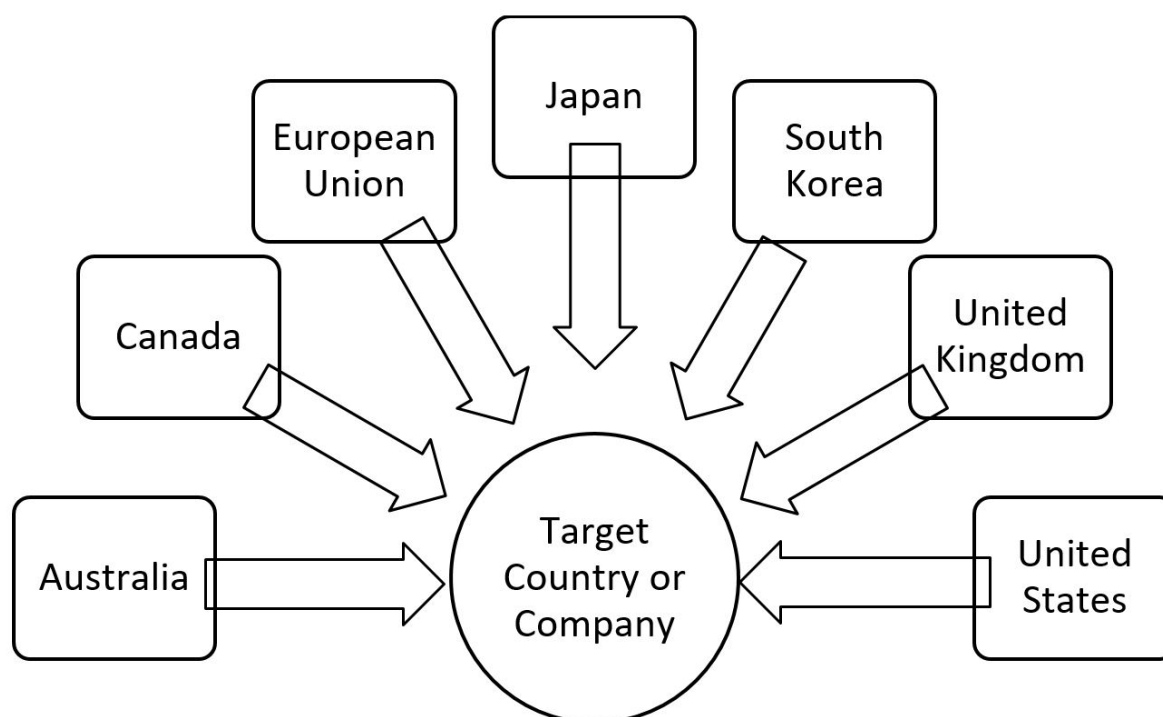 Japan
European
Union
South
Korea
Canada
United
Kingdom
Australia
Target
Country or
Company
United
States